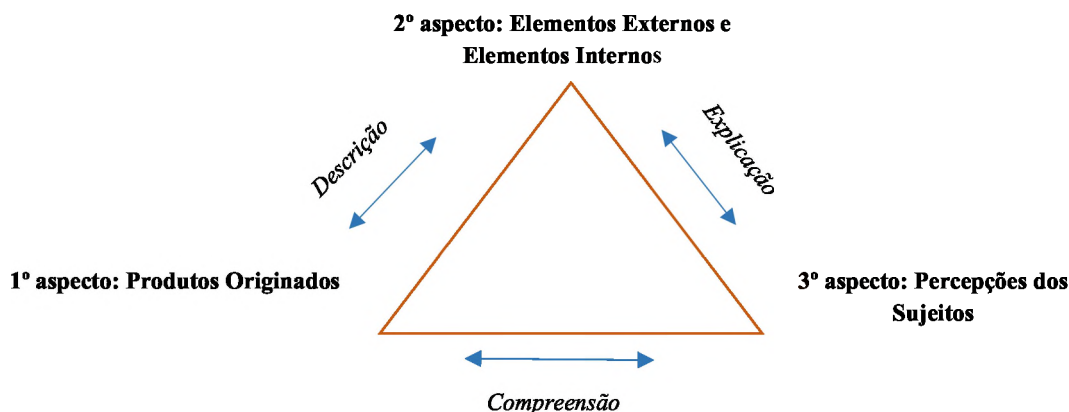 2º aspecto: Elementos Externos e
Elementos Internos
Descrição
Explicação
1º aspecto: Produtos Originados
3º aspecto: Percepções dos
Sujeitos
Compreensão